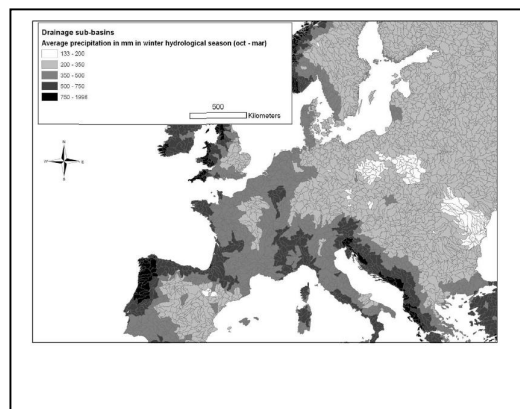 Drainage sub-basins
Average precipitation in mm in winter hydrological season (oct - mar)
133 - 200
200 - 350
350 - 500
500 - 750
750 - 1998
500
Kilometers
N
W
E
S